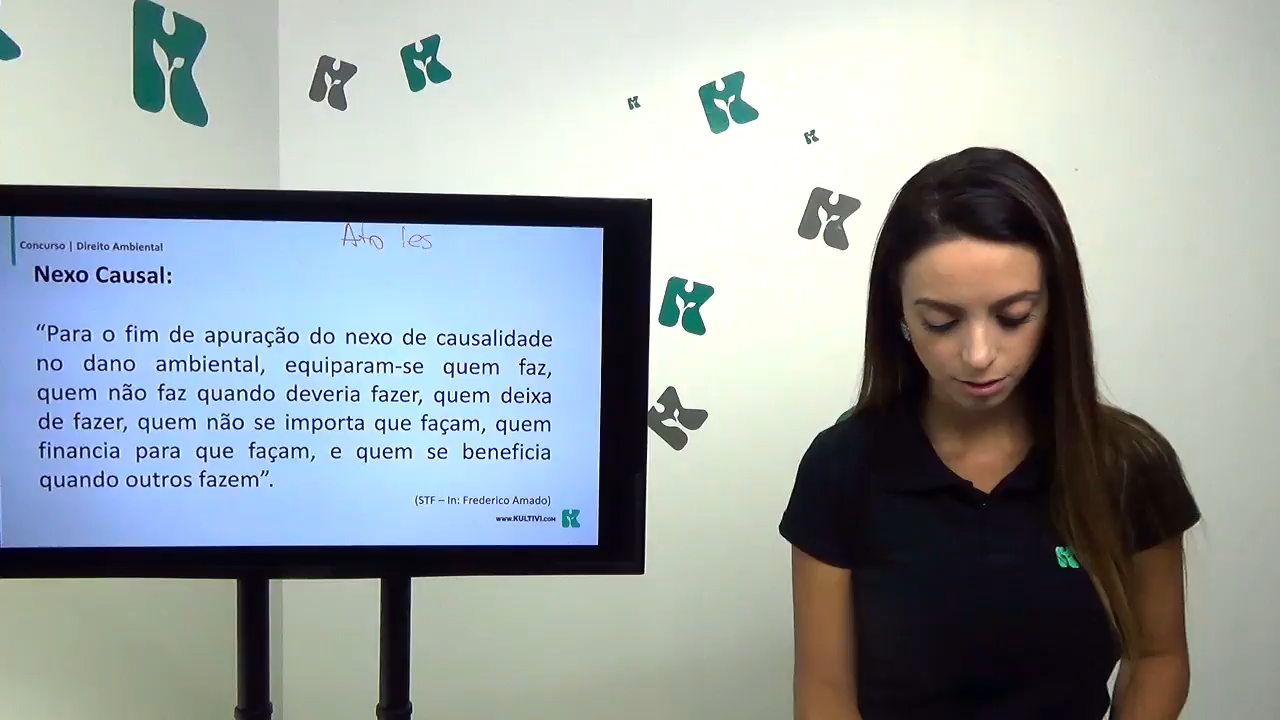 Ato les
Concurso | Direito Ambiental
Nexo Causal:
“Para o fim de apuração do nexo de causalidade
no dano ambiental, equiparam-se quem faz,
quem não faz quando deveria fazer, quem deixa
de fazer, quem não se importa que façam, quem
financia para que façam, e quem se beneficia
quando outros fazem”.
(STF – In: Frederico Amado)
www.KULTIVI.com